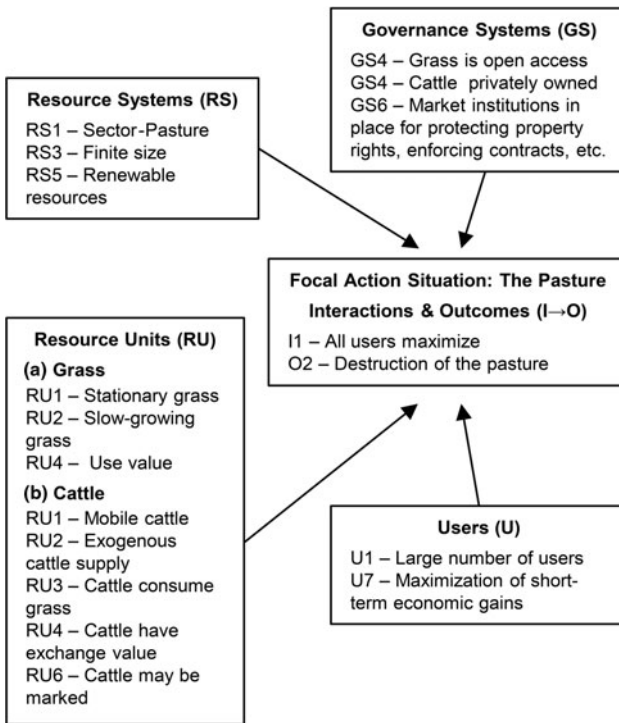 Governance Systems (GS)
GS4 – Grass is open access
GS4 – Cattle privately owned
GS6 – Market institutions in
place for protecting property
rights, enforcing contracts, etc.
Resource Systems (RS)
RS1 – Sector-Pasture
RS3 – Finite size
RS5 – Renewable
resources
Focal Action Situation: The Pasture
Interactions & Outcomes (I→O)
I1 – All users maximize
O2 – Destruction of the pasture
Resource Units (RU)
(a) Grass
RU1 – Stationary grass
RU2 – Slow-growing
grass
RU4 – Use value
(b) Cattle
RU1 – Mobile cattle
RU2 – Exogenous
cattle supply
RU3 – Cattle consume
grass
RU4 – Cattle have
exchange value
RU6 – Cattle may be
marked
Users (U)
U1 – Large number of users
U7 – Maximization of short-
term economic gains